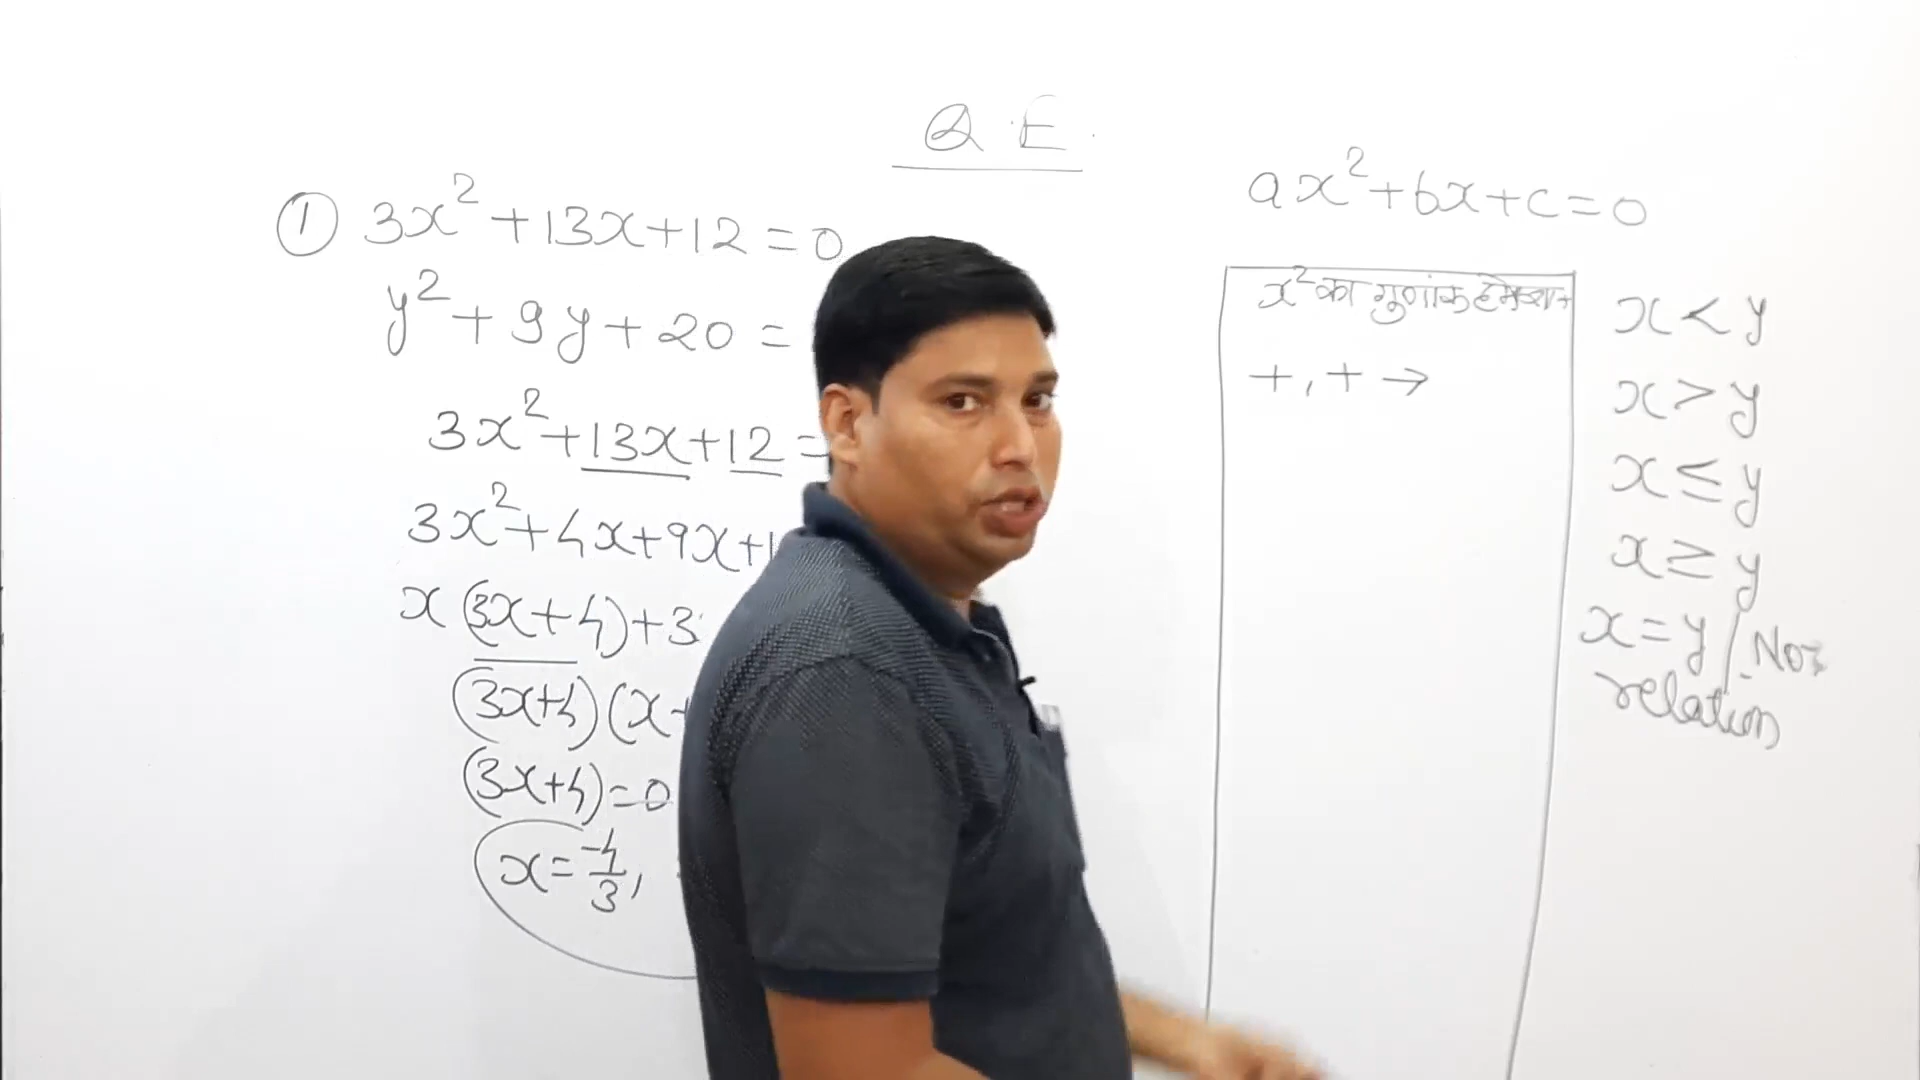 Q.E.
① 3x² + 13x + 12 = 0
y² + 9y + 20 =
3x² + 13x + 12 =
3x² + 4x + 9x + 1
x (3x + 4) + 3
(3x+4) (x+
(3x+4) = 0
x = -4/3,
ax² + bx + c = 0
x² का गुणांक हमेशा +
+, + →
x < y
x > y
x ≤ y
x ≥ y
x = y / No
relation